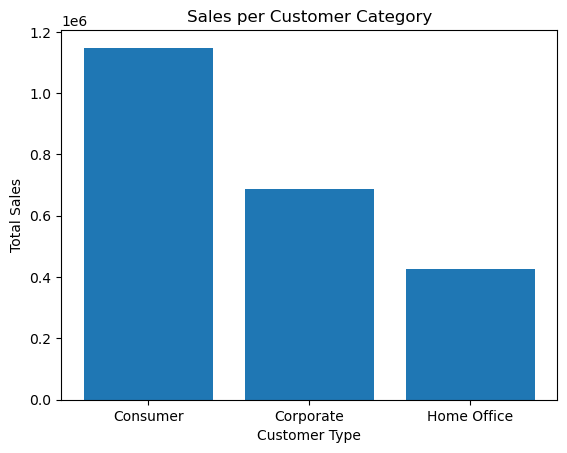 Sales per Customer Category
1e6
1.2
1.0
0.8
0.6
0.4
0.2
0.0
Total Sales
Consumer
Corporate
Home Office
Customer Type